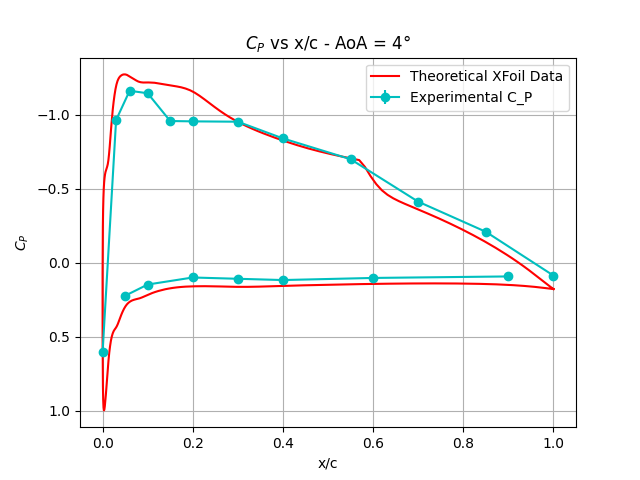 C_P vs x/c - AoA = 4°
Theoretical XFoil Data
Experimental C_P
−1.0
−0.5
0.0
0.5
1.0
C_P
0.0 0.2 0.4 0.6 0.8 1.0
x/c